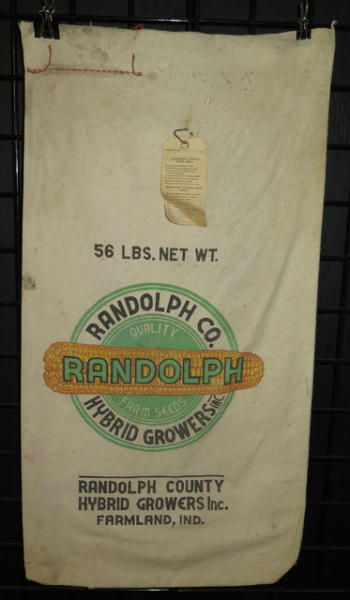 56 LBS. NET WT.
RANDOLPH CO.
QUALITY
RANDOLPH
FARM SEEDS
HYBRID GROWERS INC.
RANDOLPH COUNTY
HYBRID GROWERS Inc.
FARMLAND, IND.